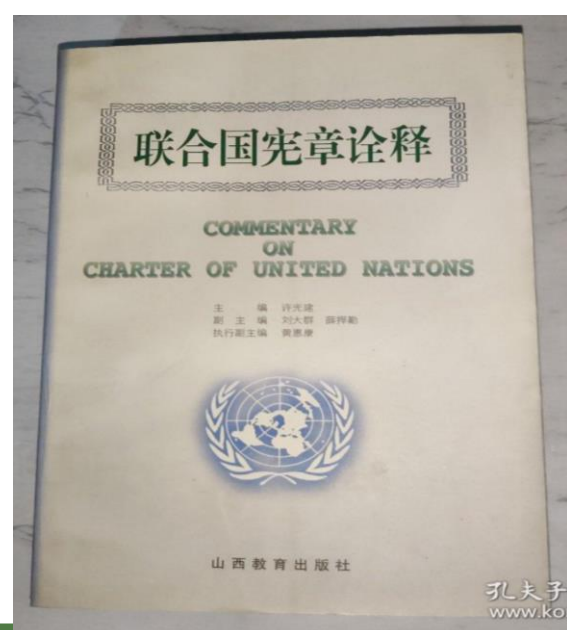 联合国宪章诠释
COMMENTARY
ON
CHARTER OF UNITED NATIONS
主 编 许光建
副 主 编 刘大群 薛捍勤
执行副主编 黄惠康
山西教育出版社
孔夫子
www.ko